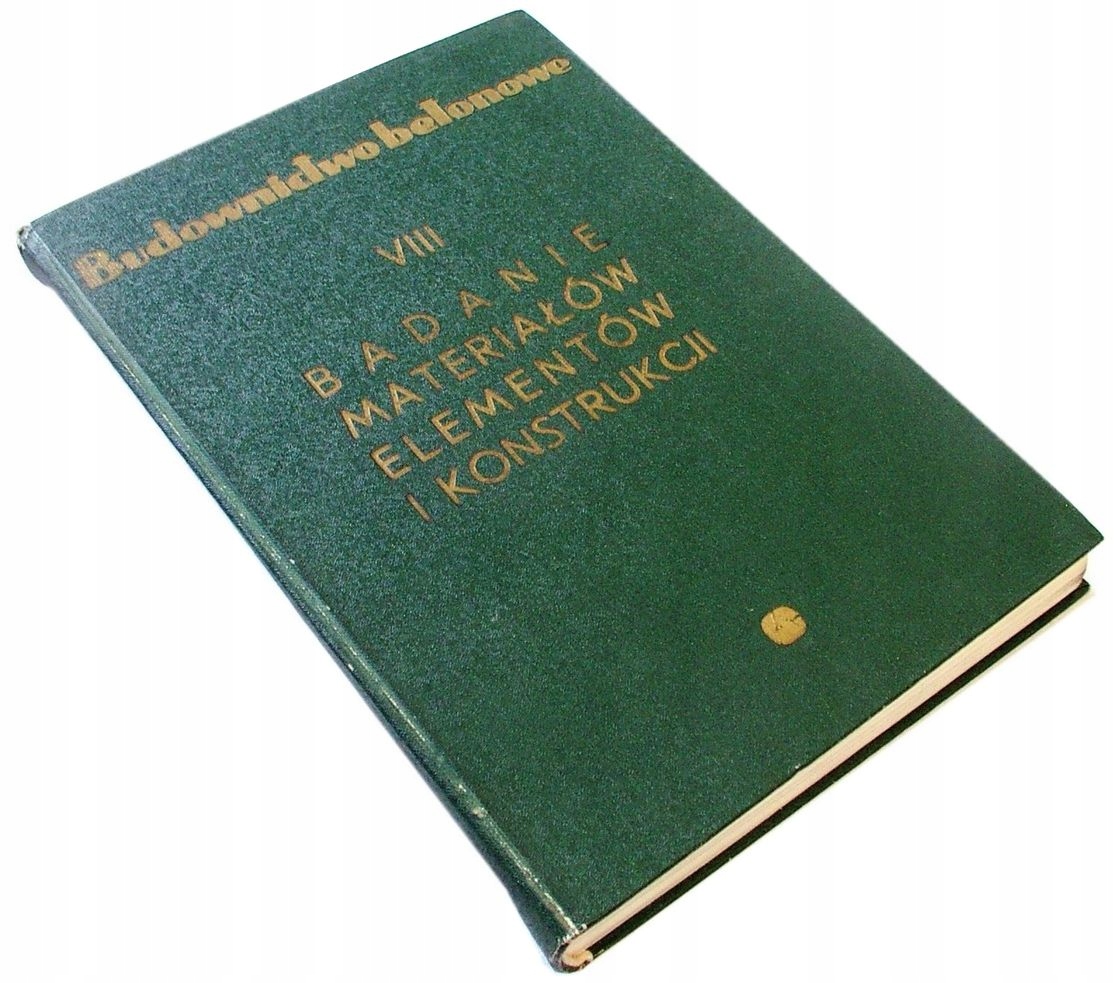 Budownictwo betonowe
VIII
BADANIE
MATERIAŁÓW
ELEMENTÓW
I KONSTRUKCJI